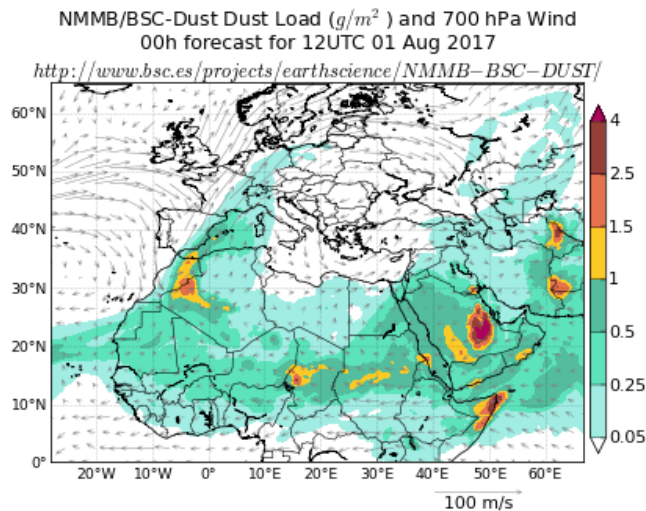 NMMB/BSC-Dust Dust Load (g/m²) and 700 hPa Wind
00h forecast for 12UTC 01 Aug 2017
http://www.bsc.es/projects/earthscience/NMMB−BSC−DUST/
60°N
50°N
40°N
30°N
20°N
10°N
0°
20°W 10°W 0° 10°E 20°E 30°E 40°E 50°E 60°E
4
2.5
1.5
1
0.5
0.25
0.05
100 m/s